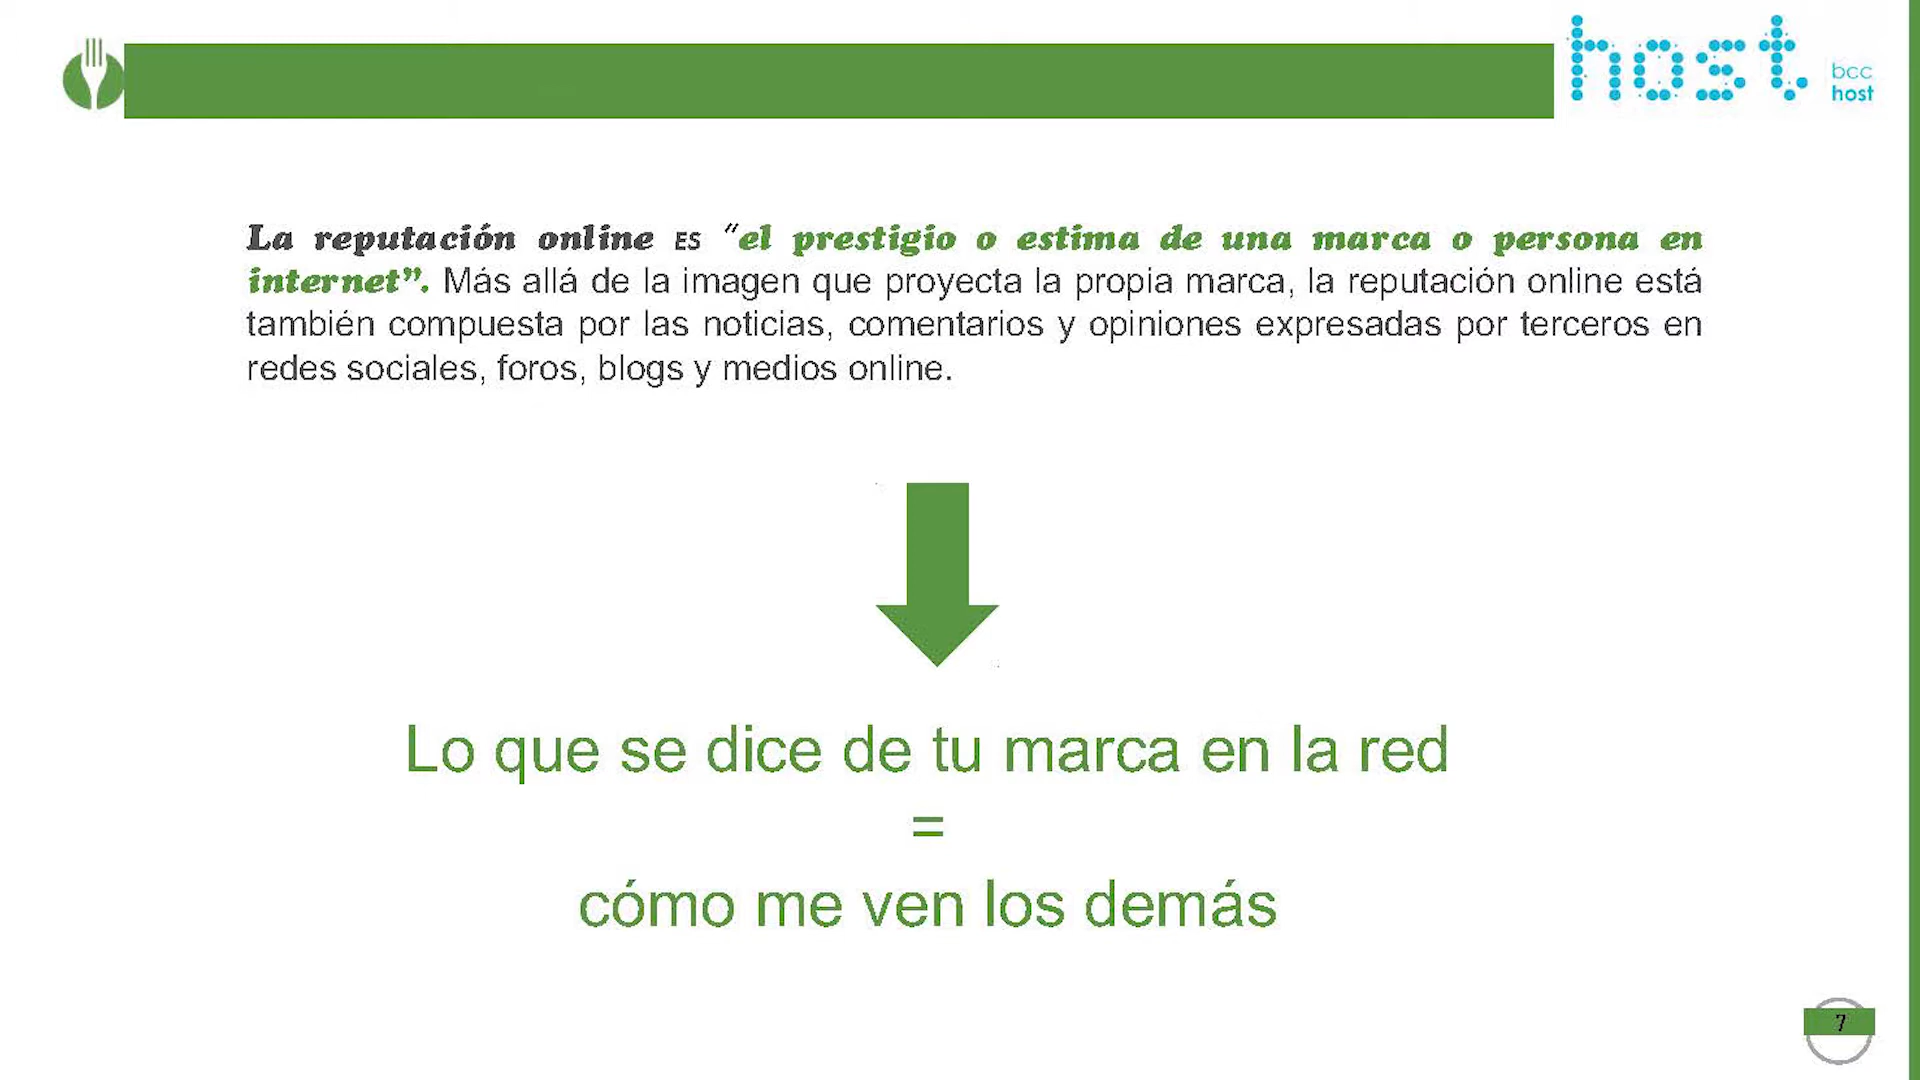 host
bcc
host
La reputación online ES "el prestigio o estima de una marca o persona en
internet”. Más allá de la imagen que proyecta la propia marca, la reputación online está
también compuesta por las noticias, comentarios y opiniones expresadas por terceros en
redes sociales, foros, blogs y medios online.
Lo que se dice de tu marca en la red
=
cómo me ven los demás
7